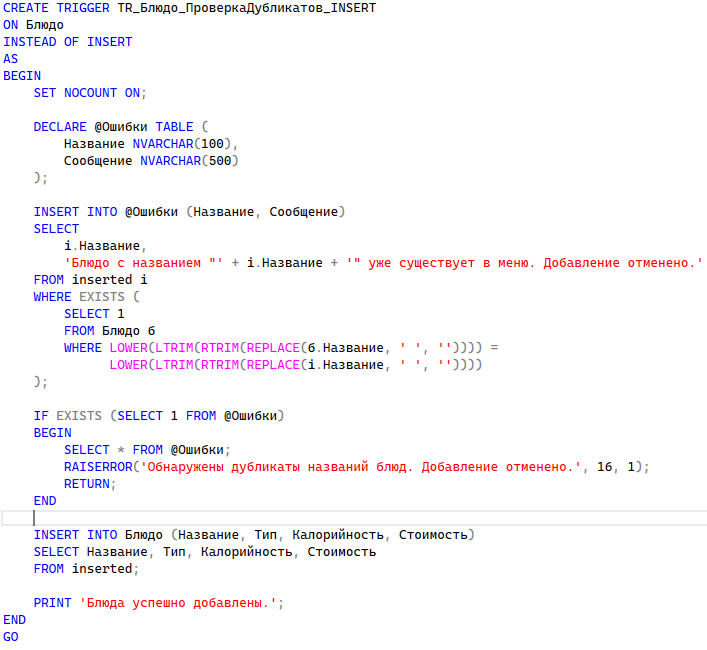 CREATE TRIGGER TR_Блюдо_ПроверкаДубликатов_INSERT
ON Блюдо
INSTEAD OF INSERT
AS
BEGIN
    SET NOCOUNT ON;

    DECLARE @Ошибки TABLE (
        Название NVARCHAR(100),
        Сообщение NVARCHAR(500)
    );

    INSERT INTO @Ошибки (Название, Сообщение)
    SELECT
        i.Название,
        'Блюдо с названием "' + i.Название + '" уже существует в меню. Добавление отменено.'
    FROM inserted i
    WHERE EXISTS (
        SELECT 1
        FROM Блюдо б
        WHERE LOWER(LTRIM(RTRIM(REPLACE(б.Название, ' ', '')))) =
              LOWER(LTRIM(RTRIM(REPLACE(i.Название, ' ', ''))))
    );

    IF EXISTS (SELECT 1 FROM @Ошибки)
    BEGIN
        SELECT * FROM @Ошибки;
        RAISERROR('Обнаружены дубликаты названий блюд. Добавление отменено.', 16, 1);
        RETURN;
    END

    INSERT INTO Блюдо (Название, Тип, Калорийность, Стоимость)
    SELECT Название, Тип, Калорийность, Стоимость
    FROM inserted;

    PRINT 'Блюда успешно добавлены.';
END
GO